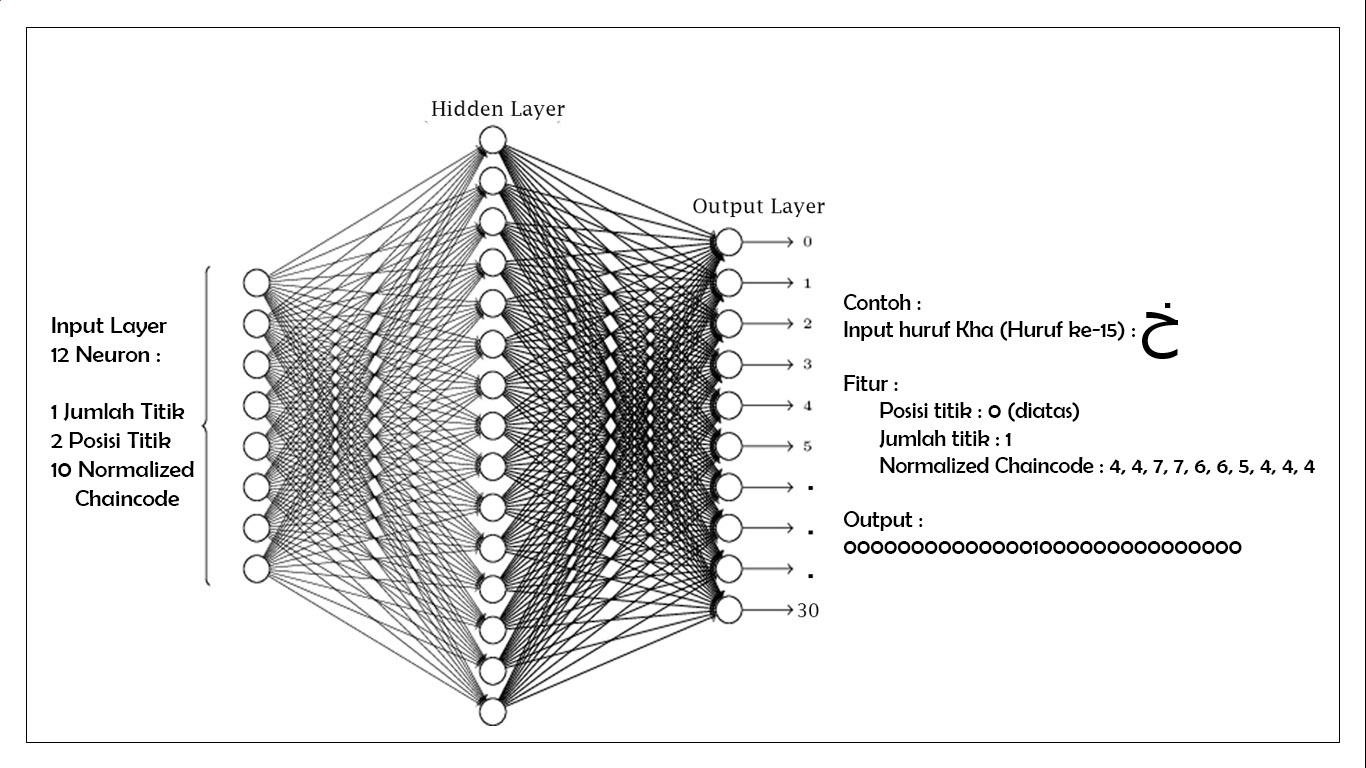 Hidden Layer
Output Layer
Input Layer
12 Neuron :
1 Jumlah Titik
2 Posisi Titik
10 Normalized
Chaincode
0
1
2
3
4
5
.
.
.
30
Contoh :
Input huruf Kha (Huruf ke-15) : خ
Fitur :
Posisi titik : 0 (diatas)
Jumlah titik : 1
Normalized Chaincode : 4, 4, 7, 7, 6, 6, 5, 4, 4, 4
Output :
000000000000001000000000000000